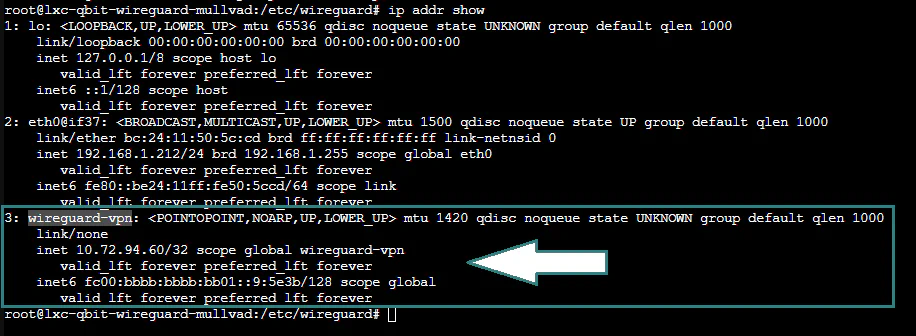 root@lxc-qbit-wireguard-mullvad:/etc/wireguard# ip addr show
1: lo: <LOOPBACK,UP,LOWER_UP> mtu 65536 qdisc noqueue state UNKNOWN group default qlen 1000
    link/loopback 00:00:00:00:00:00 brd 00:00:00:00:00:00
    inet 127.0.0.1/8 scope host lo
       valid_lft forever preferred_lft forever
    inet6 ::1/128 scope host
       valid_lft forever preferred_lft forever
2: eth0@if37: <BROADCAST,MULTICAST,UP,LOWER_UP> mtu 1500 qdisc noqueue state UP group default qlen 1000
    link/ether bc:24:11:50:5c:cd brd ff:ff:ff:ff:ff:ff link-netnsid 0
    inet 192.168.1.212/24 brd 192.168.1.255 scope global eth0
       valid_lft forever preferred_lft forever
    inet6 fe80::be24:11ff:fe50:5ccd/64 scope link
       valid_lft forever preferred_lft forever
3: wireguard-vpn: <POINTOPOINT,NOARP,UP,LOWER_UP> mtu 1420 qdisc noqueue state UNKNOWN group default qlen 1000
    link/none
    inet 10.72.94.60/32 scope global wireguard-vpn
       valid_lft forever preferred_lft forever
    inet6 fc00:bbbb:bbbb:bb01::9:5e3b/128 scope global
       valid_lft forever preferred_lft forever
root@lxc-qbit-wireguard-mullvad:/etc/wireguard#